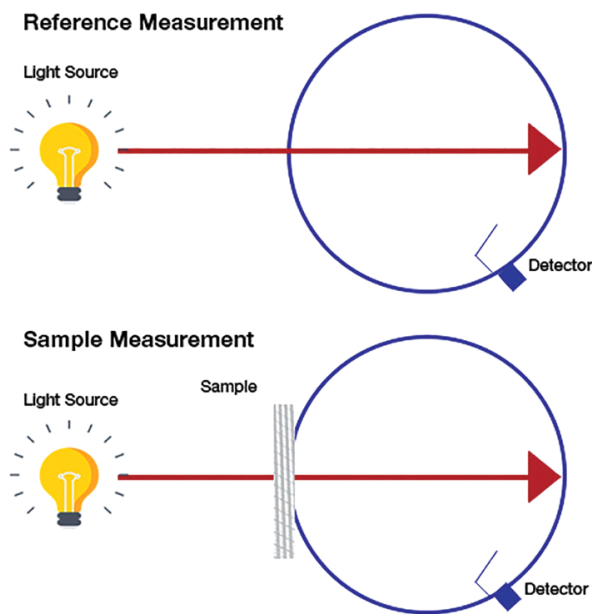 Reference Measurement
Light Source
Detector
Sample Measurement
Sample
Light Source
Detector